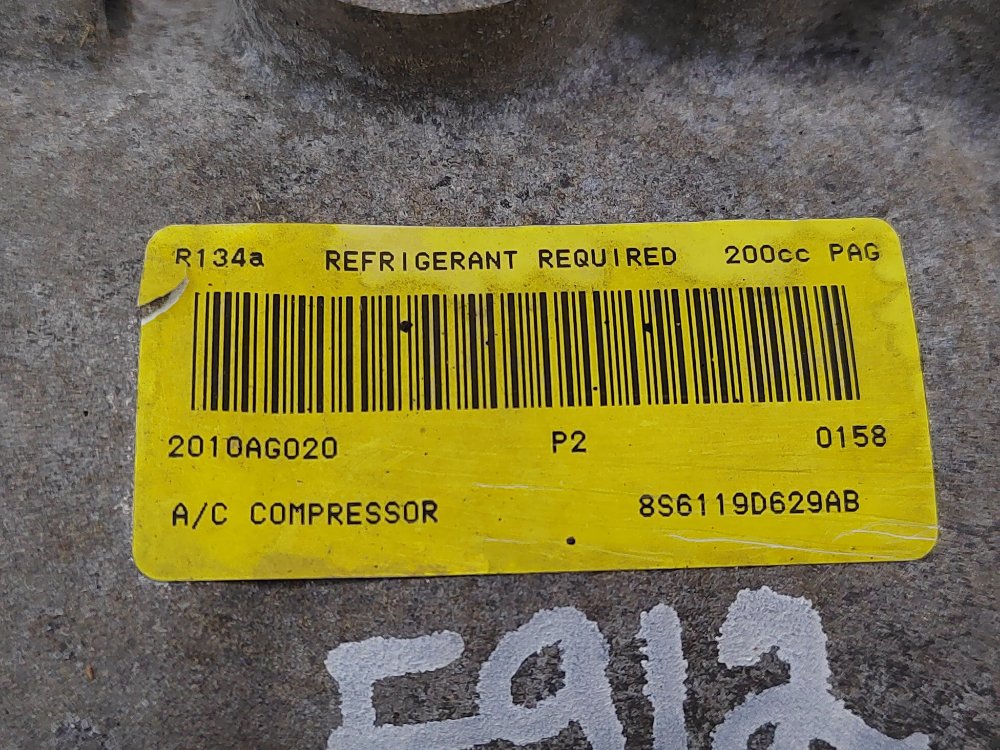 R134a REFRIGERANT REQUIRED 200cc PAG
2010AG020 P2 0158
A/C COMPRESSOR 8S6119D629AB